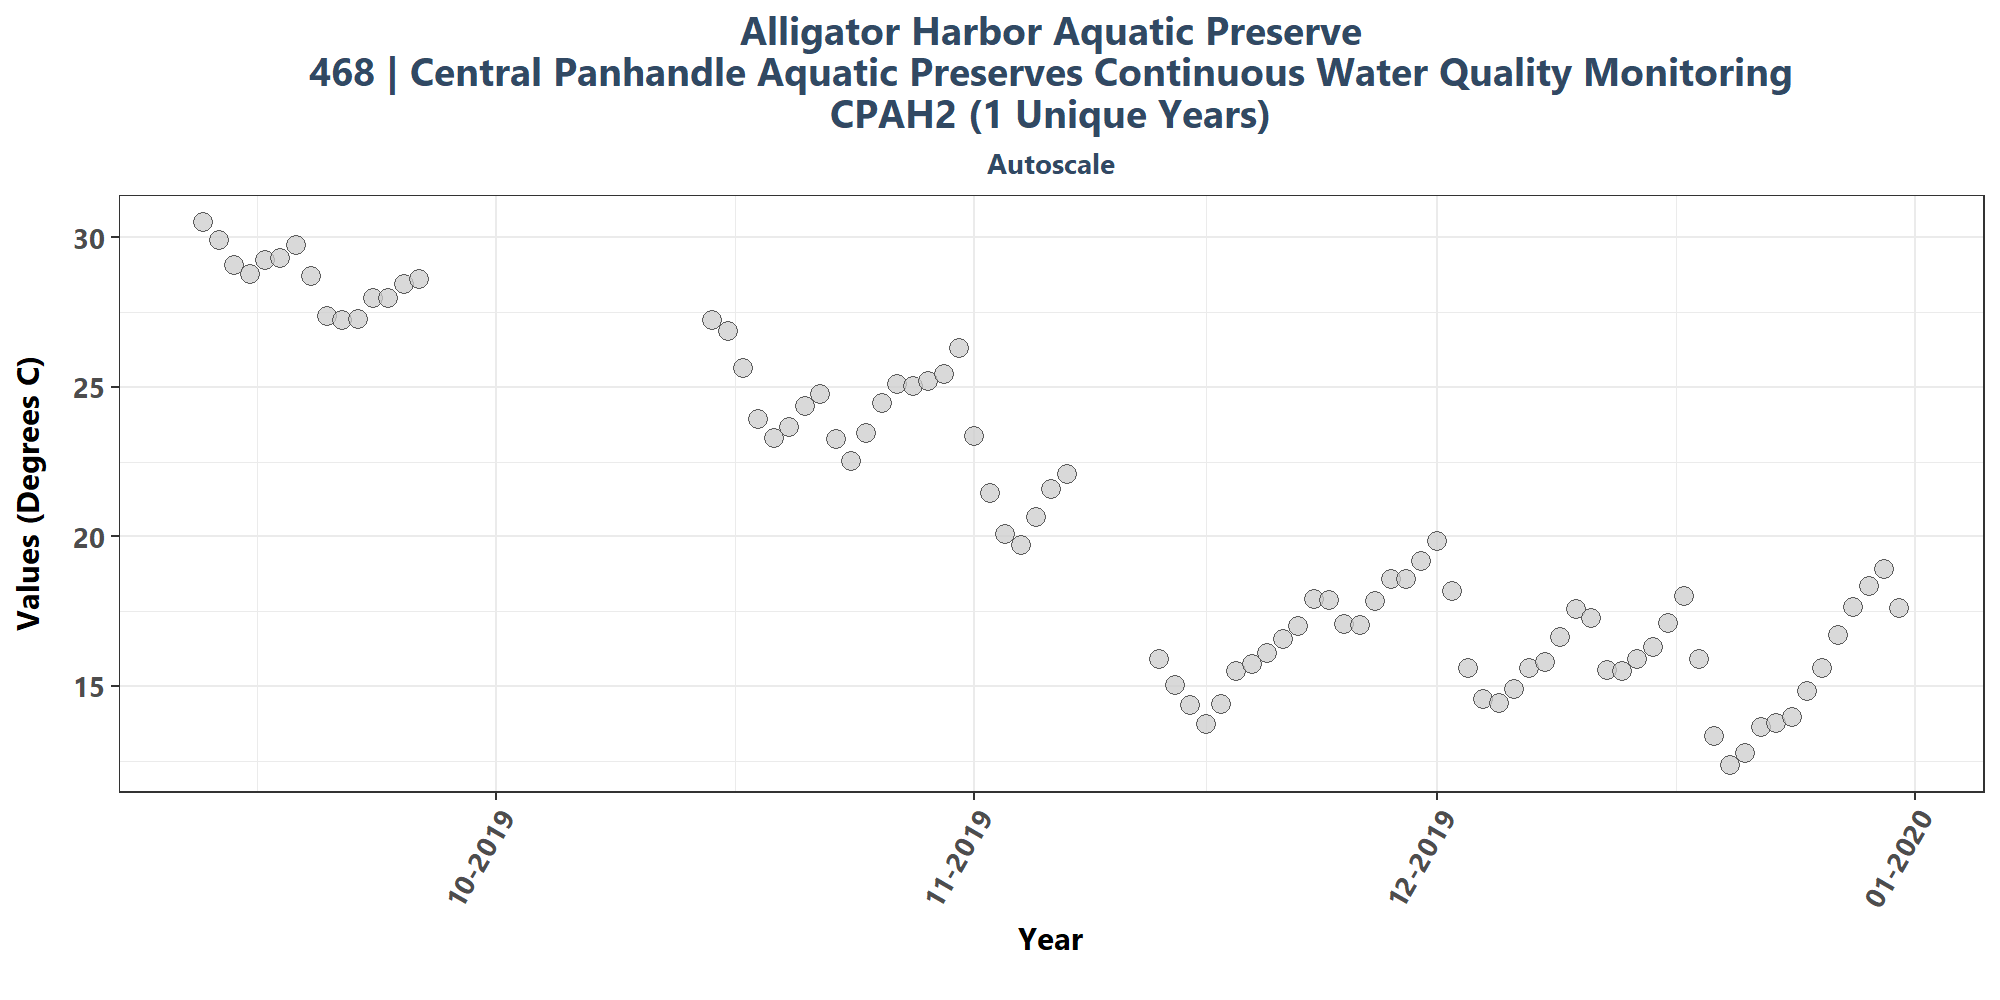 Alligator Harbor Aquatic Preserve
468 | Central Panhandle Aquatic Preserves Continuous Water Quality Monitoring
CPAH2 (1 Unique Years)
Autoscale
Values (Degrees C)
30
25
20
15
10-2019
11-2019
12-2019
01-2020
Year